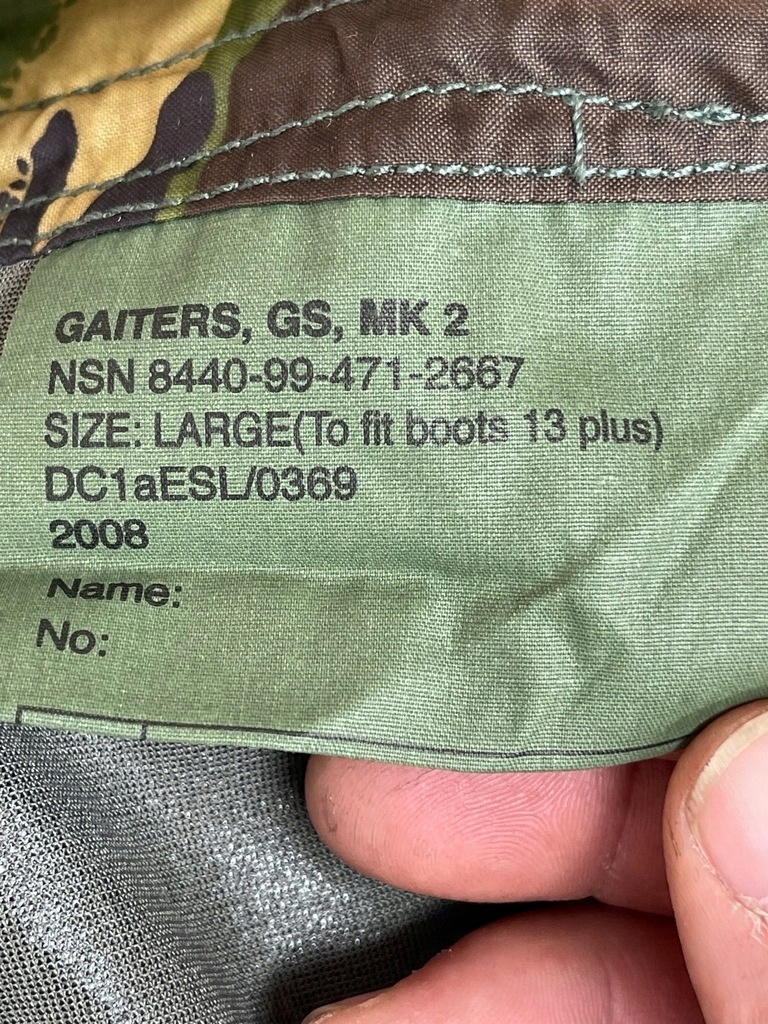 GAITERS, GS, MK 2
NSN 8440-99-471-2667
SIZE: LARGE(To fit boots 13 plus)
DC1aESL/0369
2008
Name:
No: